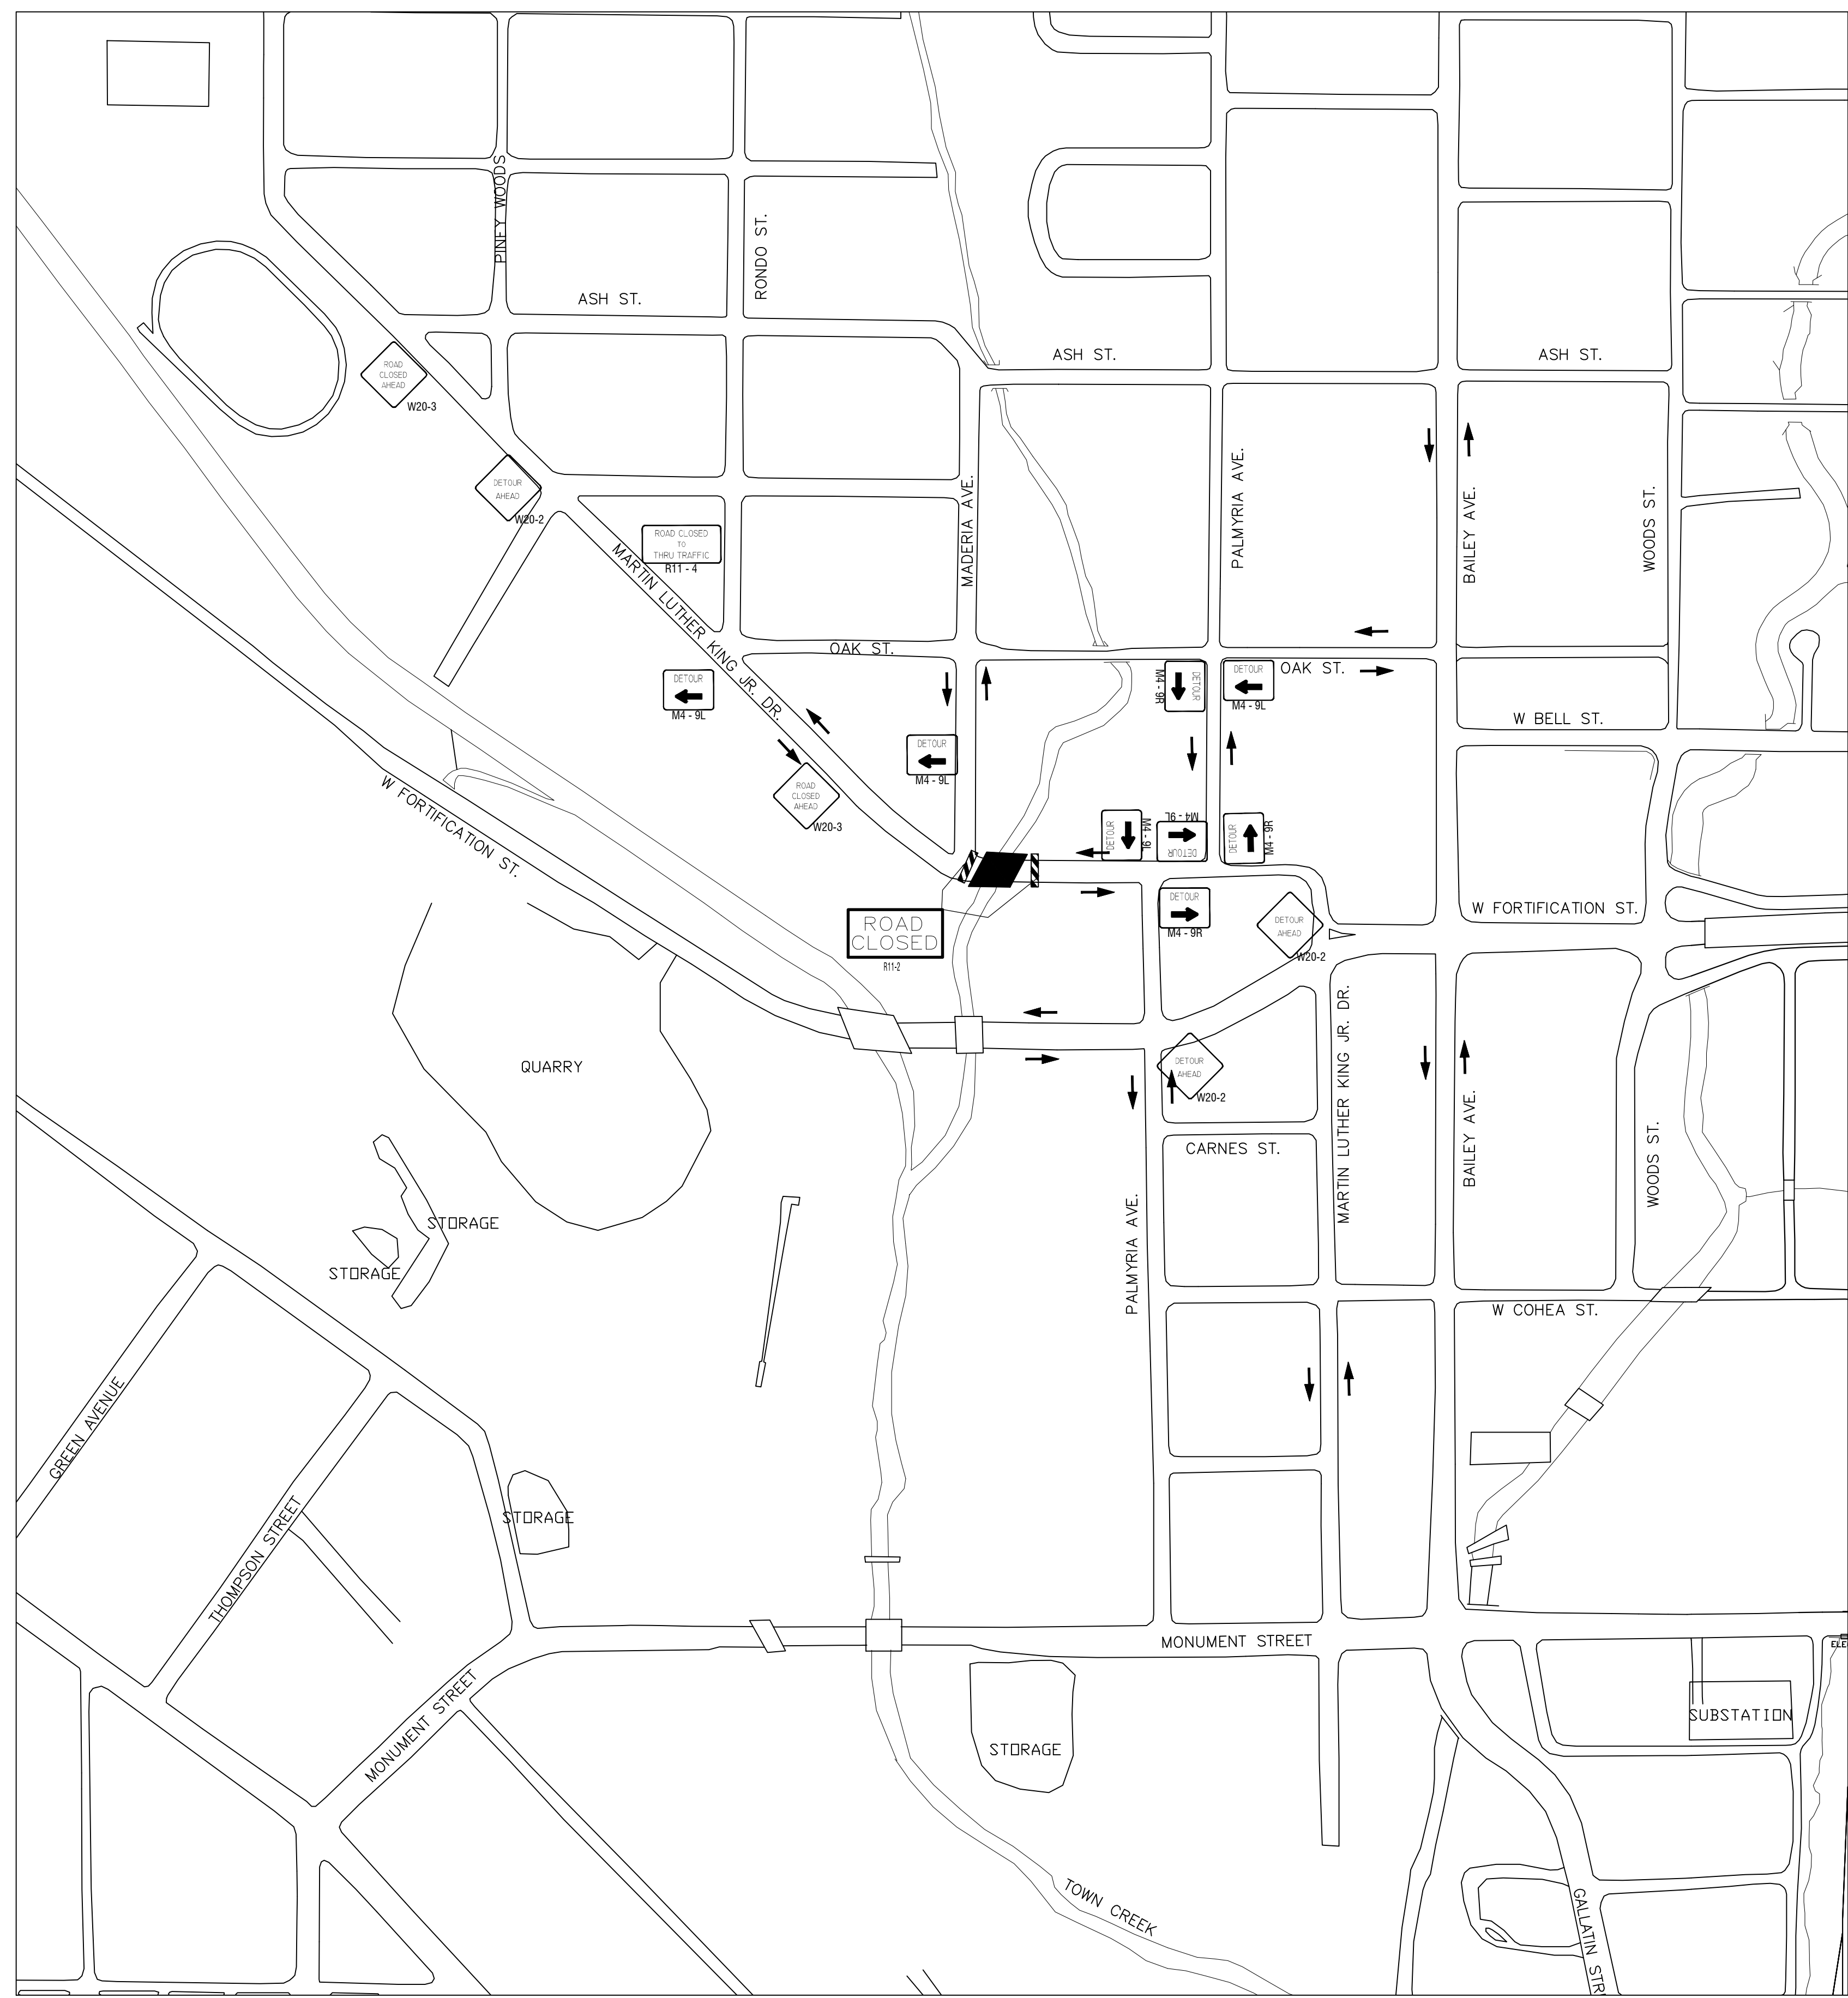 PINEY WOODS
RONDO ST.
ASH ST.
ASH ST.
ASH ST.
ROAD
CLOSED
AHEAD
W20-3
DETOUR
AHEAD
W20-2
ROAD CLOSED
TO
THRU TRAFFIC
R11 - 4
MARTIN LUTHER KING JR. DR.
MADERIA AVE.
PALMYRIA AVE.
BAILEY AVE.
WOODS ST.
OAK ST.
OAK ST.
DETOUR
M4 - 9L
DETOUR
M4 - 9R
DETOUR
M4 - 9L
W BELL ST.
DETOUR
M4 - 9L
ROAD
CLOSED
AHEAD
W20-3
W FORTIFICATION ST.
DETOUR
M4 - 9L
M4 - 9L
DETOUR
DETOUR
M4 - 9R
ROAD
CLOSED
R11-2
DETOUR
M4 - 9R
DETOUR
AHEAD
W20-2
W FORTIFICATION ST.
QUARRY
DETOUR
AHEAD
W20-2
MARTIN LUTHER KING JR. DR.
BAILEY AVE.
WOODS ST.
CARNES ST.
PALMYRIA AVE.
STORAGE
STORAGE
W COHEA ST.
GREEN AVENUE
THOMPSON STREET
STORAGE
MONUMENT STREET
MONUMENT STREET
ELE
SUBSTATION
STORAGE
TOWN CREEK
GALLATIN STR